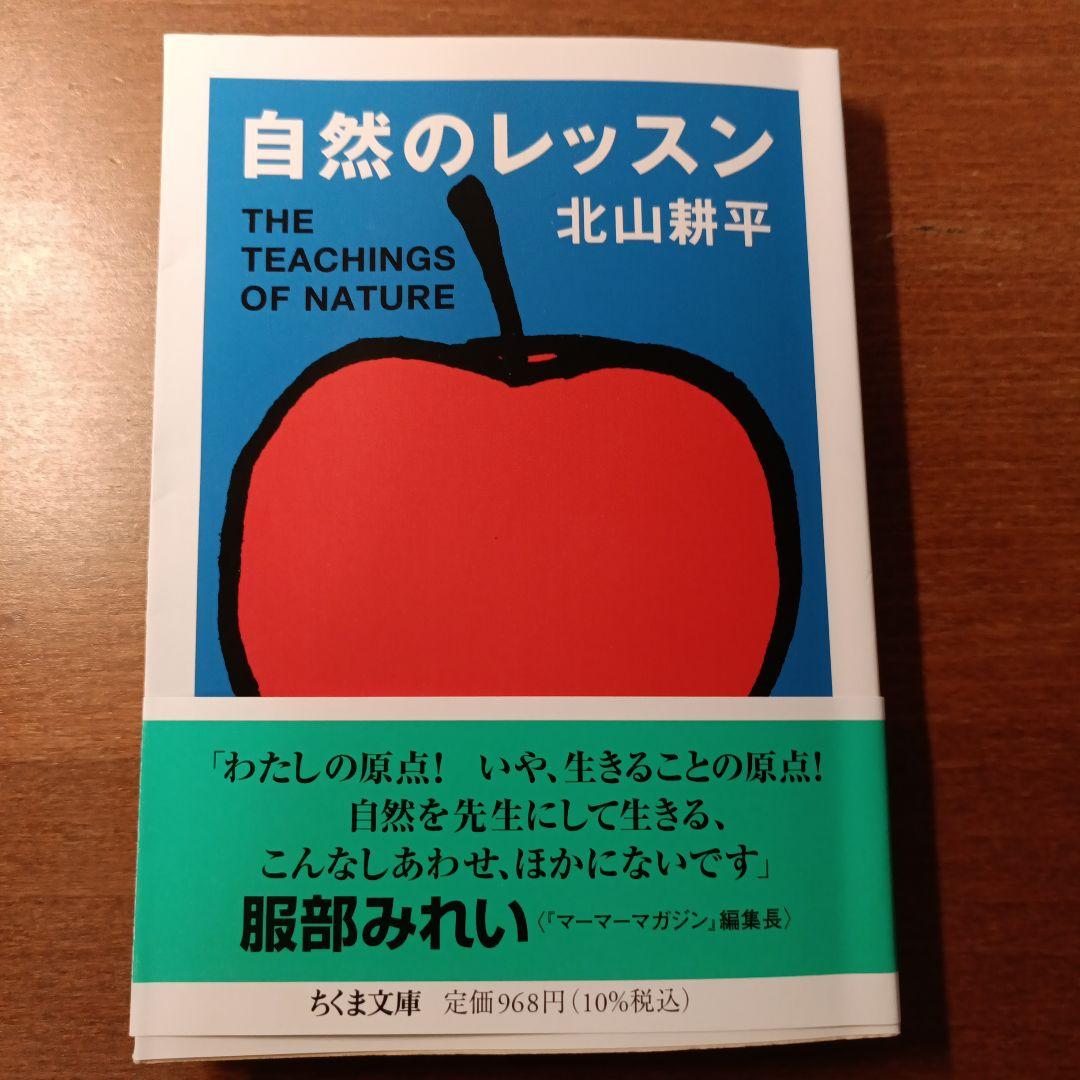 自然のレッスン
THE
TEACHINGS
OF NATURE
北山耕平
「わたしの原点! いや、生きることの原点!
自然を先生にして生きる、
こんなしあわせ、ほかにないです」
服部みれい〈『マーマーマガジン』編集長〉
ちくま文庫 定価968円(10%税込)